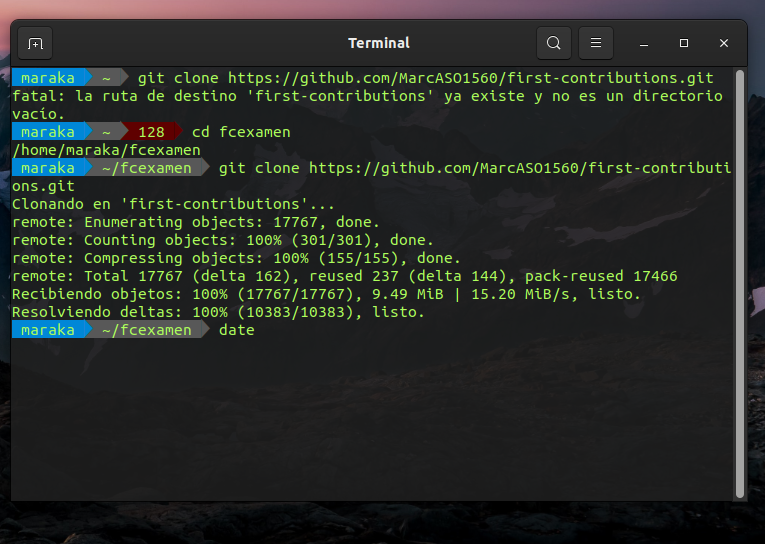 Terminal
maraka ~ git clone https://github.com/MarcASO1560/first-contributions.git
fatal: la ruta de destino 'first-contributions' ya existe y no es un directorio
vacío.
maraka ~ 128 cd fcexamen
/home/maraka/fcexamen
maraka ~/fcexamen git clone https://github.com/MarcASO1560/first-contributi
ons.git
Clonando en 'first-contributions'...
remote: Enumerating objects: 17767, done.
remote: Counting objects: 100% (301/301), done.
remote: Compressing objects: 100% (155/155), done.
remote: Total 17767 (delta 162), reused 237 (delta 144), pack-reused 17466
Recibiendo objetos: 100% (17767/17767), 9.49 MiB | 15.20 MiB/s, listo.
Resolviendo deltas: 100% (10383/10383), listo.
maraka ~/fcexamen date